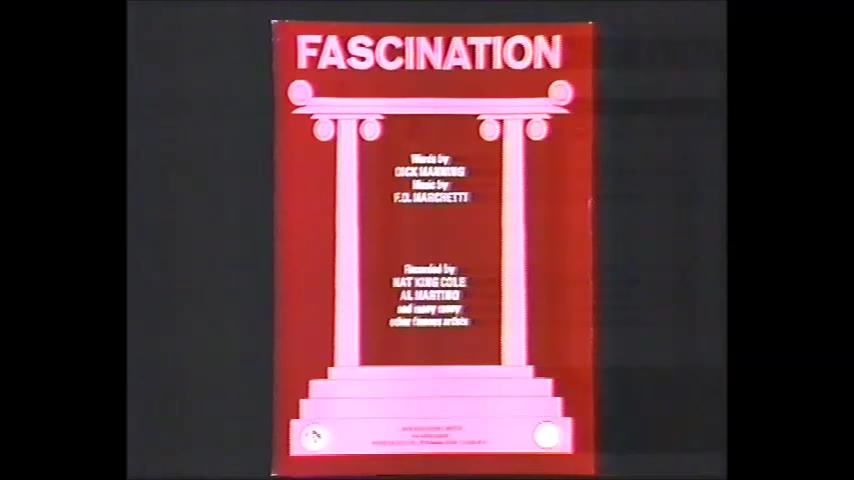 FASCINATION
Words by
DICK MANNING
Music by
F.D. MARCHETTI
Recorded by
NAT KING COLE
AL MARTINO
and many many
other famous artists